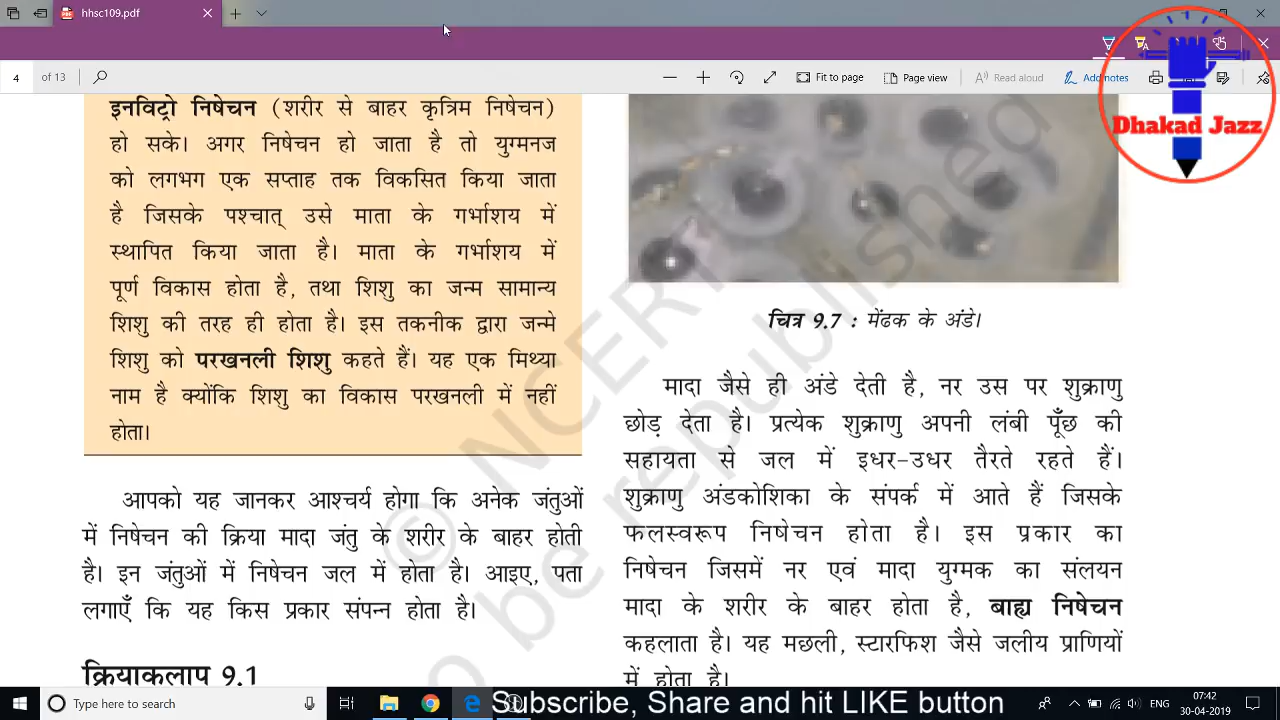 hhsc109.pdf
4 of 13 Fit to page Page view Read aloud Add notes
Dhakad Jazz
इनविट्रो निषेचन (शरीर से बाहर कृत्रिम निषेचन)
हो सके। अगर निषेचन हो जाता है तो युग्मनज
को लगभग एक सप्ताह तक विकसित किया जाता
है जिसके पश्चात् उसे माता के गर्भाशय में
स्थापित किया जाता है। माता के गर्भाशय में
पूर्ण विकास होता है, तथा शिशु का जन्म सामान्य
शिशु की तरह ही होता है। इस तकनीक द्वारा जन्मे
शिशु को परखनली शिशु कहते हैं। यह एक मिथ्या
नाम है क्योंकि शिशु का विकास परखनली में नहीं
होता।
आपको यह जानकर आश्चर्य होगा कि अनेक जंतुओं
में निषेचन की क्रिया मादा जंतु के शरीर के बाहर होती
है। इन जंतुओं में निषेचन जल में होता है। आइए, पता
लगाएँ कि यह किस प्रकार संपन्न होता है।
क्रियाकलाप 9.1
चित्र 9.7 : मेंढक के अंडे।
मादा जैसे ही अंडे देती है, नर उस पर शुक्राणु
छोड़ देता है। प्रत्येक शुक्राणु अपनी लंबी पूँछ की
सहायता से जल में इधर-उधर तैरते रहते हैं।
शुक्राणु अंडकोशिका के संपर्क में आते हैं जिसके
फलस्वरूप निषेचन होता है। इस प्रकार का
निषेचन जिसमें नर एवं मादा युग्मक का संलयन
मादा के शरीर के बाहर होता है, बाह्य निषेचन
कहलाता है। यह मछली, स्टारफिश जैसे जलीय प्राणियों
में होता है।
© NCERT
o be republished
Type here to search
Subscribe, Share and hit LIKE button
ENG
07:42
30-04-2019